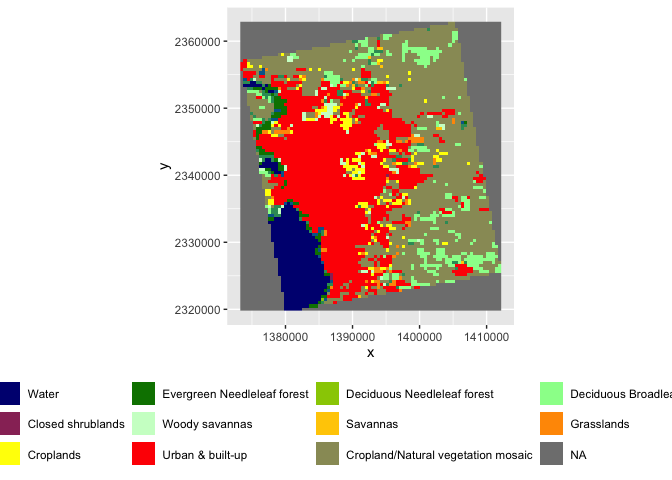 2360000
2350000
2340000
2330000
2320000
y
1380000 1390000 1400000 1410000
x
Water Evergreen Needleleaf forest Deciduous Needleleaf forest Deciduous Broadlea
Closed shrublands Woody savannas Savannas Grasslands
Croplands Urban & built-up Cropland/Natural vegetation mosaic NA